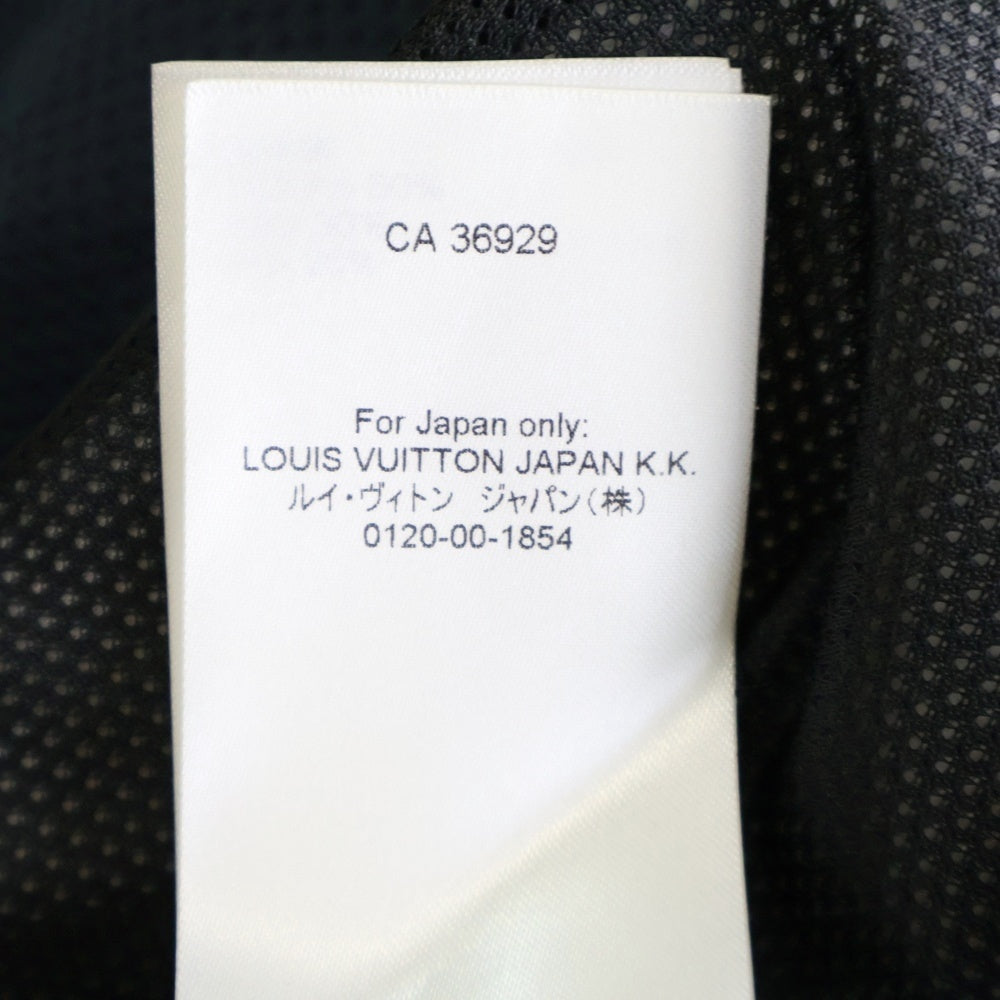 CA 36929
For Japan only:
LOUIS VUITTON JAPAN K.K.
ルイ・ヴィトン　ジャパン（株）
0120-00-1854